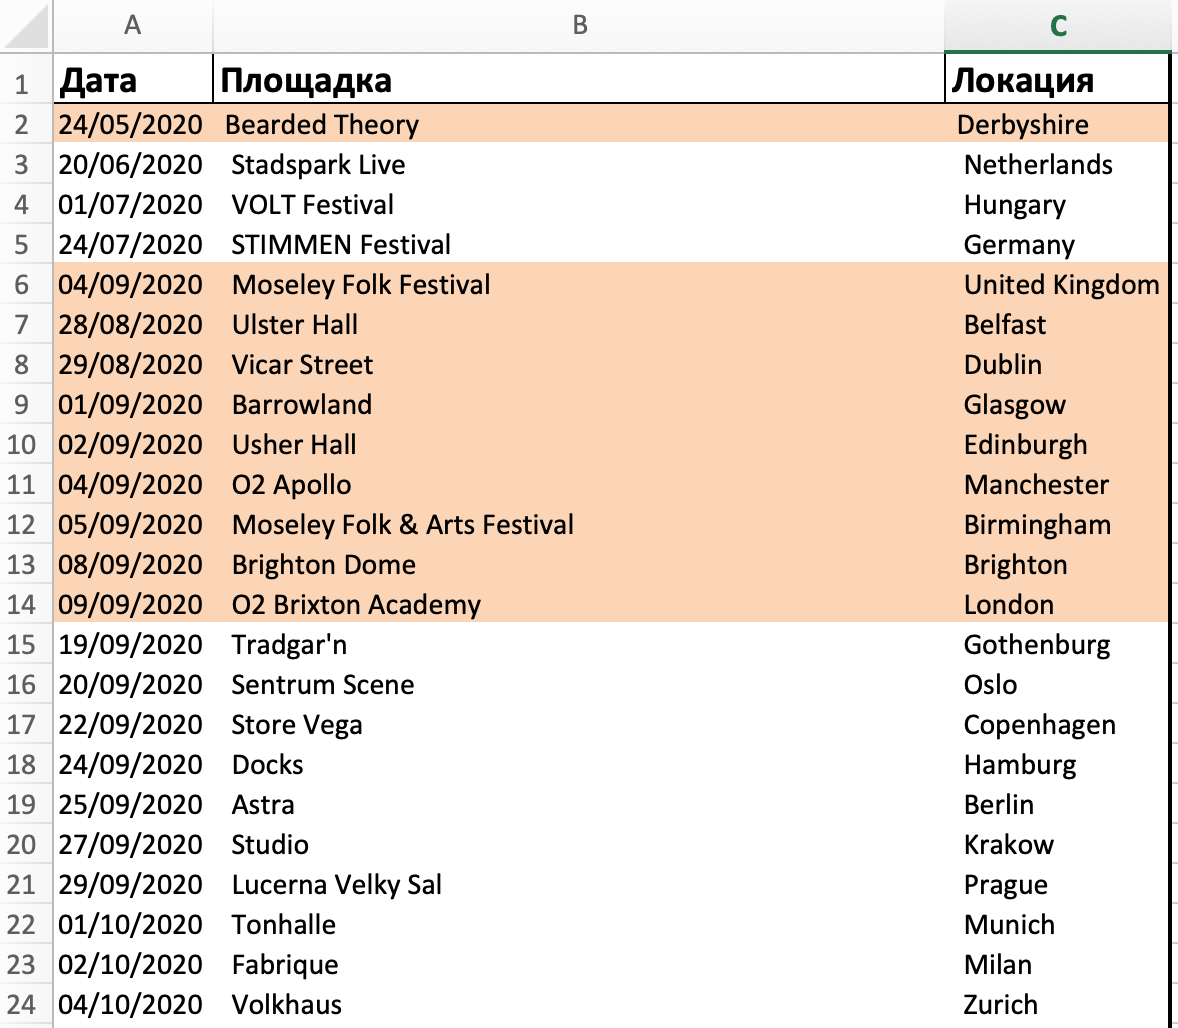 A B C
1 Дата Площадка Локация
2 24/05/2020 Bearded Theory Derbyshire
3 20/06/2020 Stadspark Live Netherlands
4 01/07/2020 VOLT Festival Hungary
5 24/07/2020 STIMMEN Festival Germany
6 04/09/2020 Moseley Folk Festival United Kingdom
7 28/08/2020 Ulster Hall Belfast
8 29/08/2020 Vicar Street Dublin
9 01/09/2020 Barrowland Glasgow
10 02/09/2020 Usher Hall Edinburgh
11 04/09/2020 O2 Apollo Manchester
12 05/09/2020 Moseley Folk & Arts Festival Birmingham
13 08/09/2020 Brighton Dome Brighton
14 09/09/2020 O2 Brixton Academy London
15 19/09/2020 Tradgar'n Gothenburg
16 20/09/2020 Sentrum Scene Oslo
17 22/09/2020 Store Vega Copenhagen
18 24/09/2020 Docks Hamburg
19 25/09/2020 Astra Berlin
20 27/09/2020 Studio Krakow
21 29/09/2020 Lucerna Velky Sal Prague
22 01/10/2020 Tonhalle Munich
23 02/10/2020 Fabrique Milan
24 04/10/2020 Volkhaus Zurich